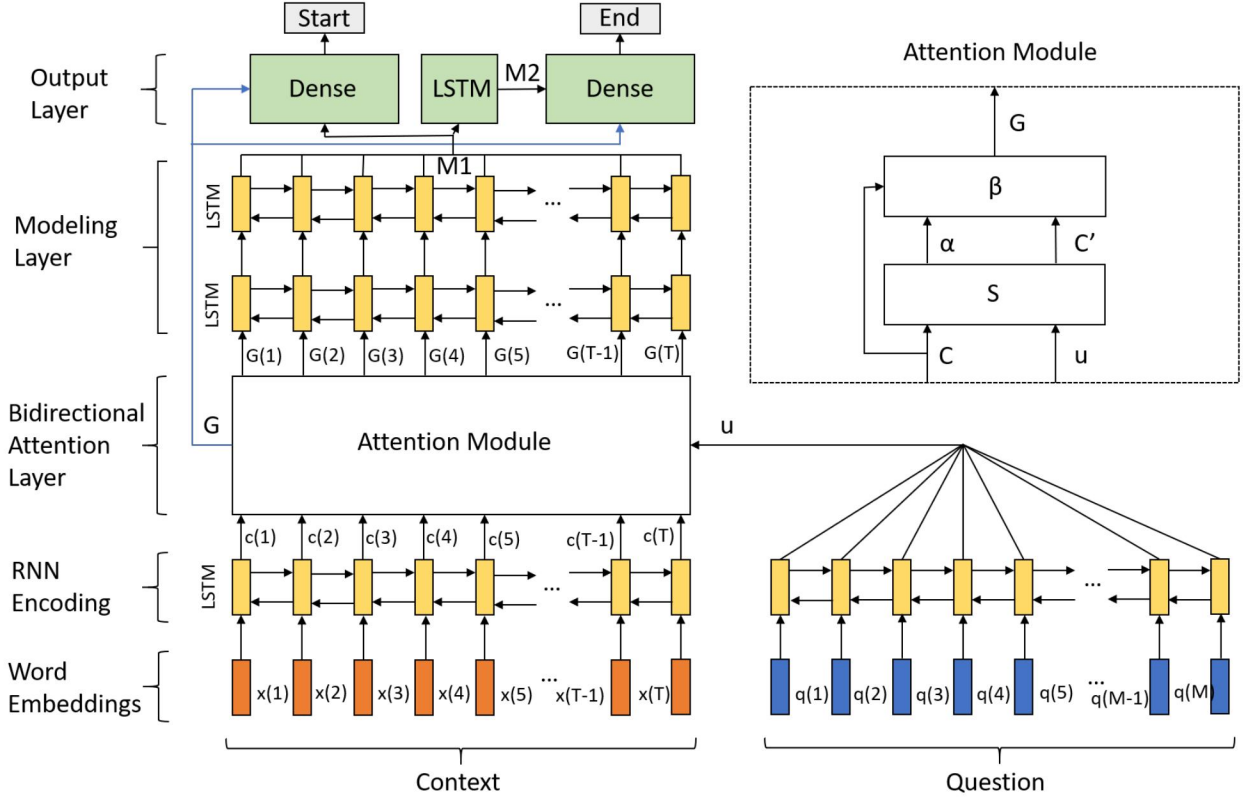 Start
End
Attention Module
Output
Layer
Dense
LSTM
M2
Dense
G
M1
β
LSTM
Modeling
Layer
α
C’
S
LSTM
...
...
G(1)
G(2)
G(3)
G(4)
G(5)
G(T-1)
G(T)
C
u
Bidirectional
Attention
Layer
G
Attention Module
u
c(1)
c(2)
c(3)
c(4)
c(5)
c(T-1)
c(T)
RNN
Encoding
LSTM
...
...
Word
Embeddings
x(1)
x(2)
x(3)
x(4)
x(5)
...
x(T-1)
x(T)
q(1)
q(2)
q(3)
q(4)
q(5)
...
q(M-1)
q(M)
Context
Question